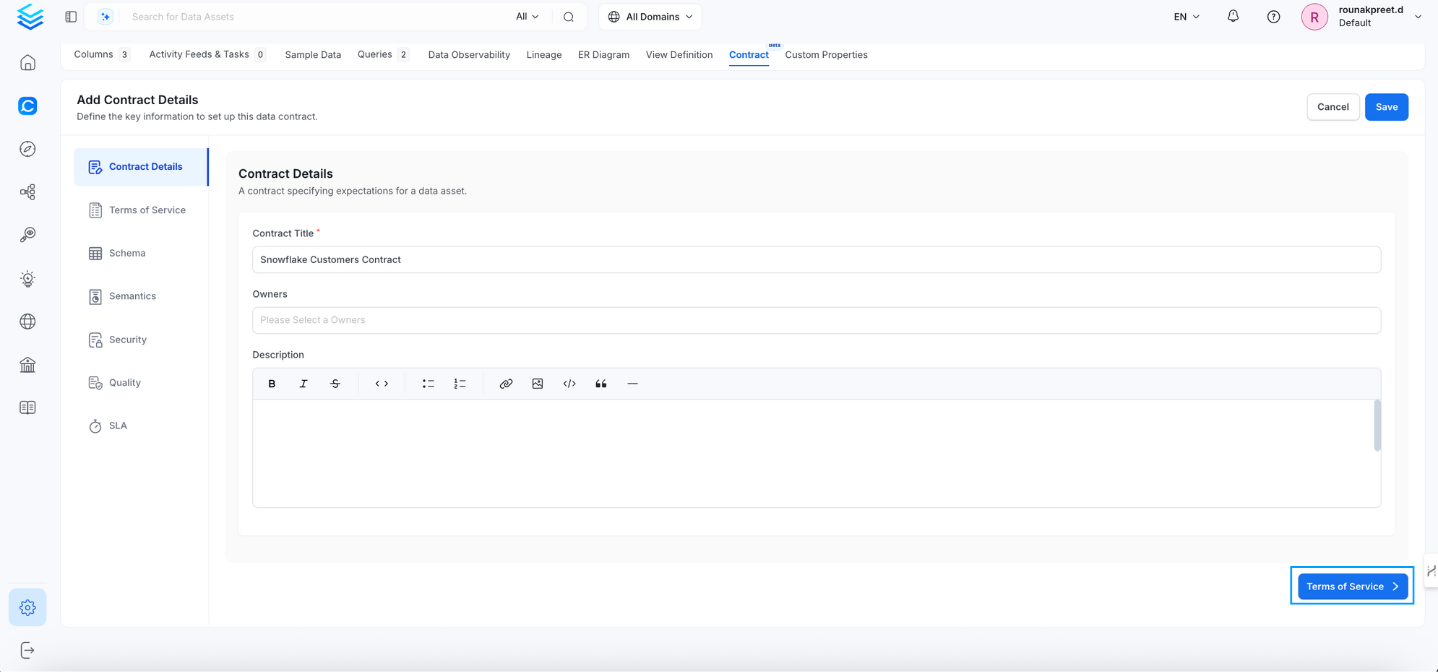 Search for Data Assets
All
All Domains
EN
R
rounakpreet.d
Default
Columns 3
Activity Feeds & Tasks 0
Sample Data
Queries 2
Data Observability
Lineage
ER Diagram
View Definition
Contract
Beta
Custom Properties
Add Contract Details
Define the key information to set up this data contract.
Cancel
Save
Contract Details
Terms of Service
Schema
Semantics
Security
Quality
SLA
Contract Details
A contract specifying expectations for a data asset.
Contract Title *
Snowflake Customers Contract
Owners
Please Select a Owners
Description
Terms of Service